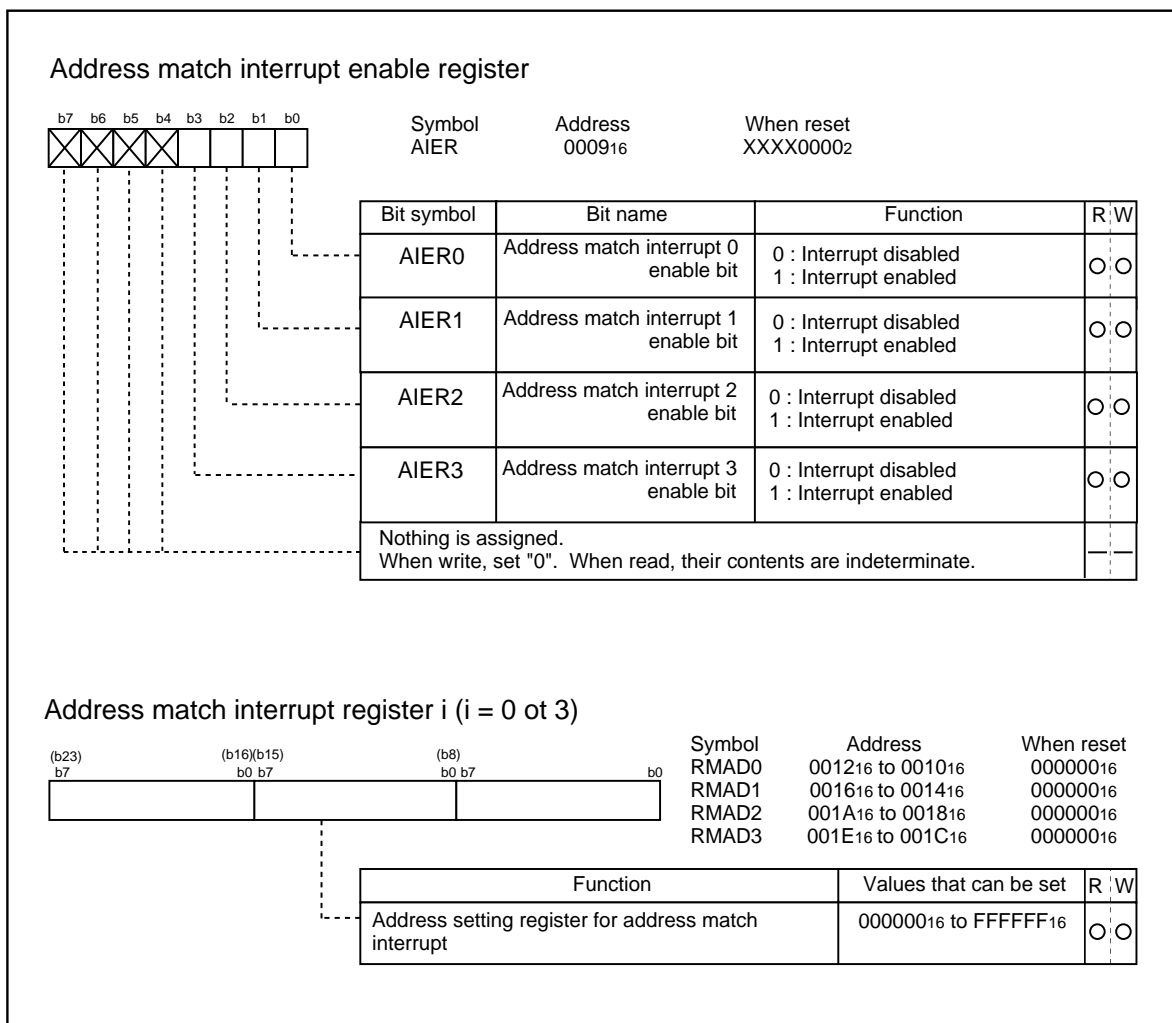 Address match interrupt enable register
b7 b6 b5 b4 b3 b2 b1 b0
Symbol Address When reset
AIER 000916 XXXX00002
Bit symbol Bit name Function R W
AIER0 Address match interrupt 0 enable bit 0 : Interrupt disabled
1 : Interrupt enabled
AIER1 Address match interrupt 1 enable bit 0 : Interrupt disabled
1 : Interrupt enabled
AIER2 Address match interrupt 2 enable bit 0 : Interrupt disabled
1 : Interrupt enabled
AIER3 Address match interrupt 3 enable bit 0 : Interrupt disabled
1 : Interrupt enabled
Nothing is assigned.
When write, set "0". When read, their contents are indeterminate.
Address match interrupt register i (i = 0 ot 3)
(b23) (b16)(b15) (b8)
b7 b0 b7 b0 b7 b0
Symbol Address When reset
RMAD0 001216 to 001016 00000016
RMAD1 001616 to 001416 00000016
RMAD2 001A16 to 001816 00000016
RMAD3 001E16 to 001C16 00000016
Function Values that can be set R W
Address setting register for address match
interrupt
00000016 to FFFFFF16